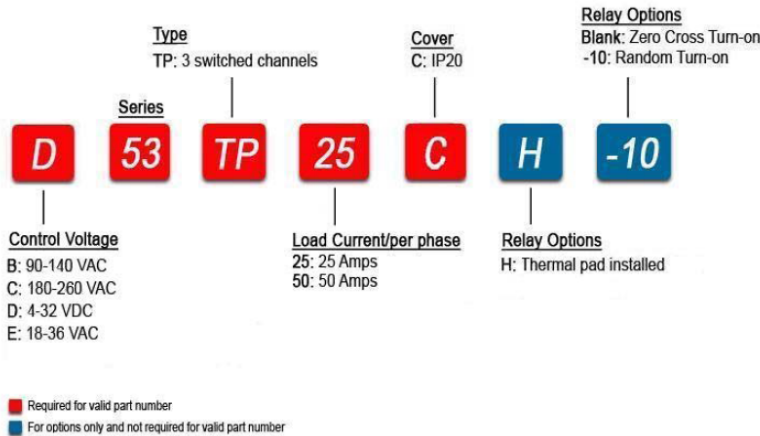 Relay Options
Blank: Zero Cross Turn-on
-10: Random Turn-on
Type
TP: 3 switched channels
Cover
C: IP20
Series
D 53 TP 25 C H -10
Control Voltage
B: 90-140 VAC
C: 180-260 VAC
D: 4-32 VDC
E: 18-36 VAC
Load Current/per phase
25: 25 Amps
50: 50 Amps
Relay Options
H: Thermal pad installed
Required for valid part number
For options only and not required for valid part number